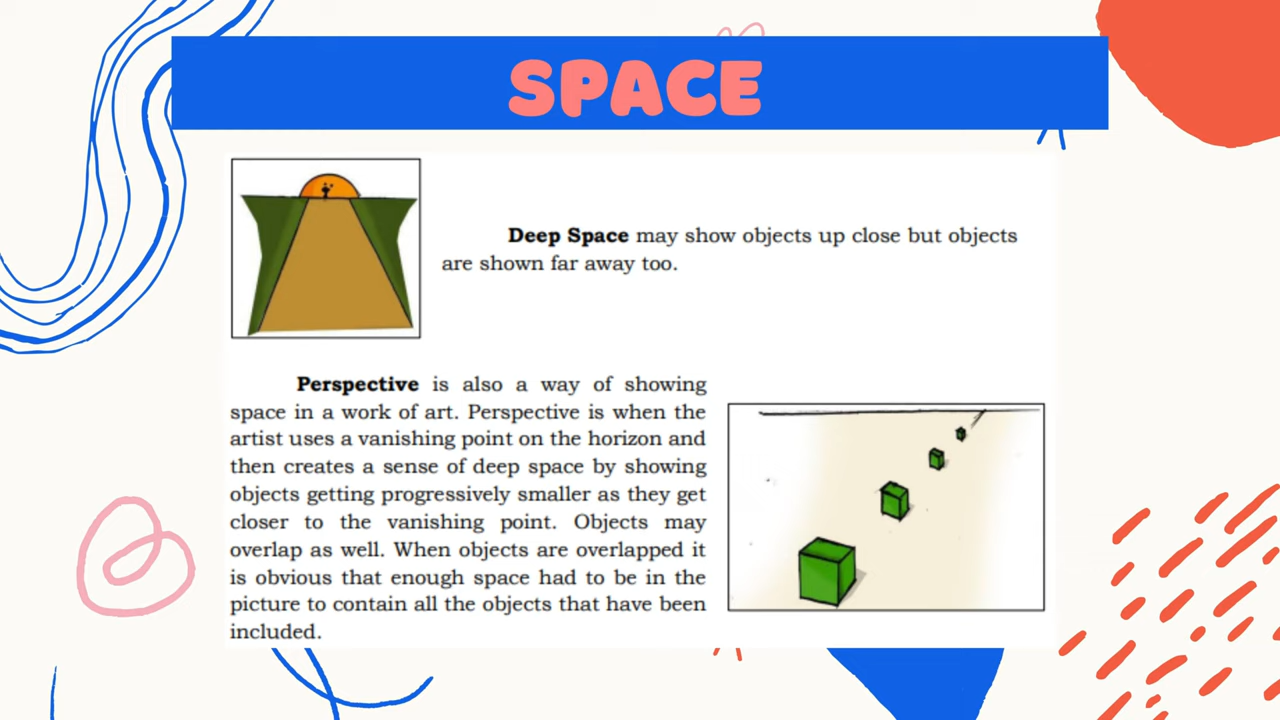 SPACE
Deep Space may show objects up close but objects
are shown far away too.
Perspective is also a way of showing
space in a work of art. Perspective is when the
artist uses a vanishing point on the horizon and
then creates a sense of deep space by showing
objects getting progressively smaller as they get
closer to the vanishing point. Objects may
overlap as well. When objects are overlapped it
is obvious that enough space had to be in the
picture to contain all the objects that have been
included.